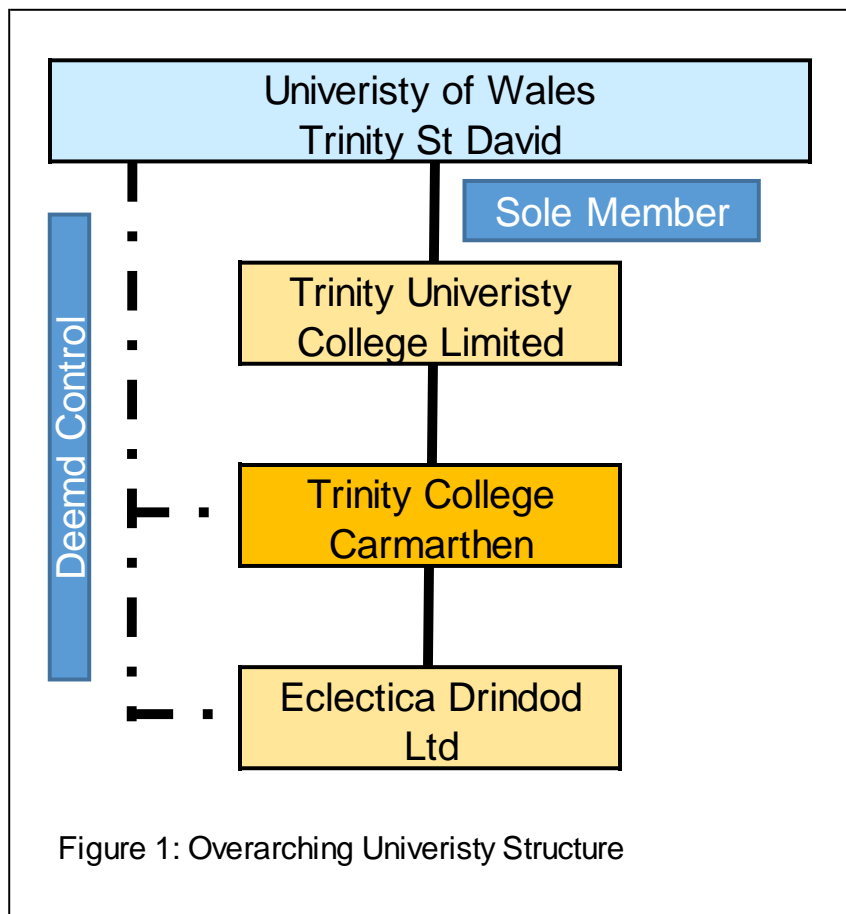 Univeristy of Wales
Trinity St David
Sole Member
Deemd Control
Trinity Univeristy
College Limited
Trinity College
Carmarthen
Eclectica Drindod
Ltd
Figure 1: Overarching Univeristy Structure